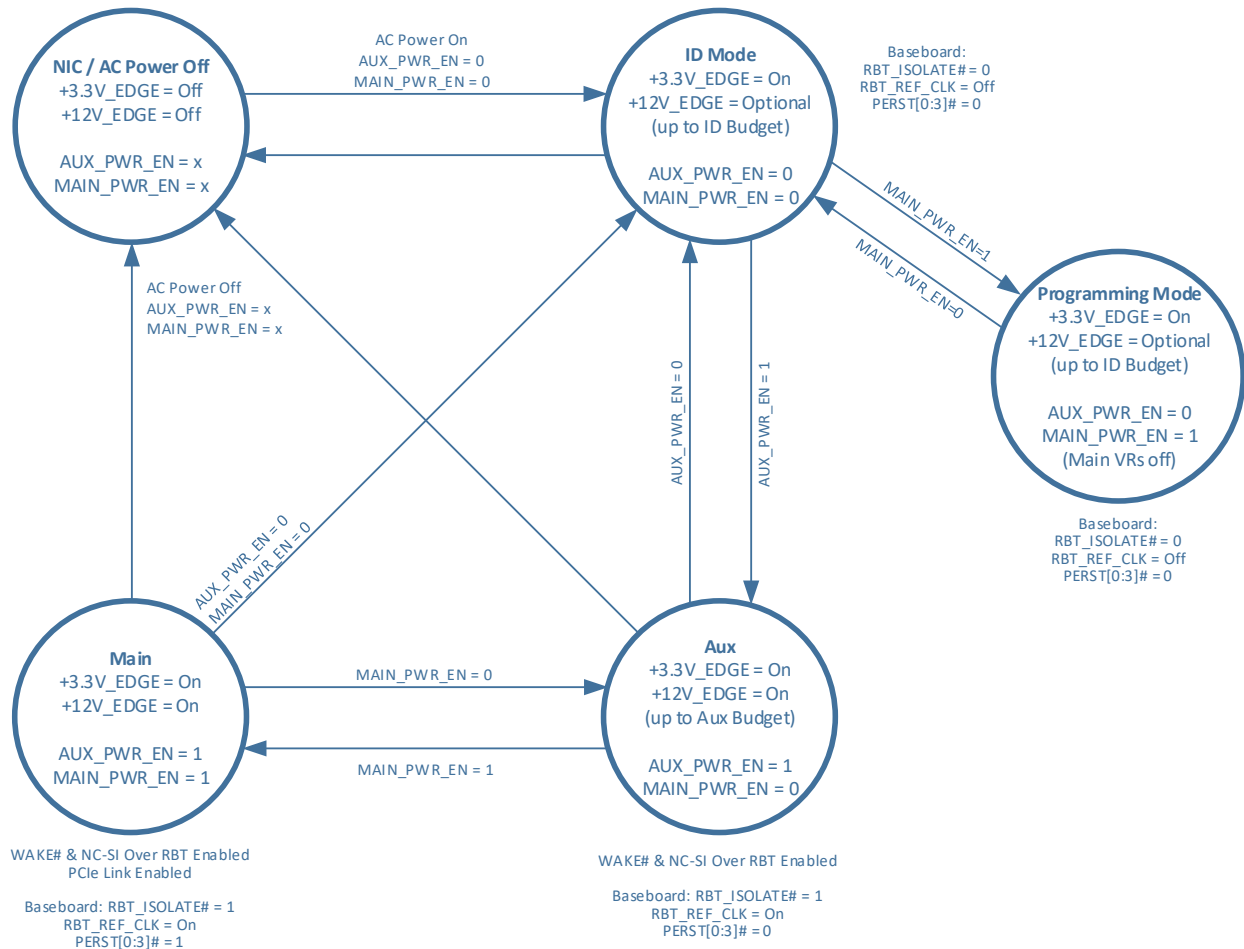 NIC / AC Power Off
+3.3V_EDGE = Off
+12V_EDGE = Off
AUX_PWR_EN = x
MAIN_PWR_EN = x
AC Power On
AUX_PWR_EN = 0
MAIN_PWR_EN = 0
ID Mode
+3.3V_EDGE = On
+12V_EDGE = Optional
(up to ID Budget)
AUX_PWR_EN = 0
MAIN_PWR_EN = 0
Baseboard:
RBT_ISOLATE# = 0
RBT_REF_CLK = Off
PERST[0:3]# = 0
MAIN_PWR_EN=1
MAIN_PWR_EN=0
Programming Mode
+3.3V_EDGE = On
+12V_EDGE = Optional
(up to ID Budget)
AUX_PWR_EN = 0
MAIN_PWR_EN = 1
(Main VRs off)
Baseboard:
RBT_ISOLATE# = 0
RBT_REF_CLK = Off
PERST[0:3]# = 0
AC Power Off
AUX_PWR_EN = x
MAIN_PWR_EN = x
AUX_PWR_EN = 0
AUX_PWR_EN = 1
AUX_PWR_EN = 0
MAIN_PWR_EN = 0
Main
+3.3V_EDGE = On
+12V_EDGE = On
AUX_PWR_EN = 1
MAIN_PWR_EN = 1
MAIN_PWR_EN = 0
MAIN_PWR_EN = 1
Aux
+3.3V_EDGE = On
+12V_EDGE = On
(up to Aux Budget)
AUX_PWR_EN = 1
MAIN_PWR_EN = 0
WAKE# & NC-SI Over RBT Enabled
PCIe Link Enabled
Baseboard: RBT_ISOLATE# = 1
RBT_REF_CLK = On
PERST[0:3]# = 1
WAKE# & NC-SI Over RBT Enabled
Baseboard: RBT_ISOLATE# = 1
RBT_REF_CLK = On
PERST[0:3]# = 0